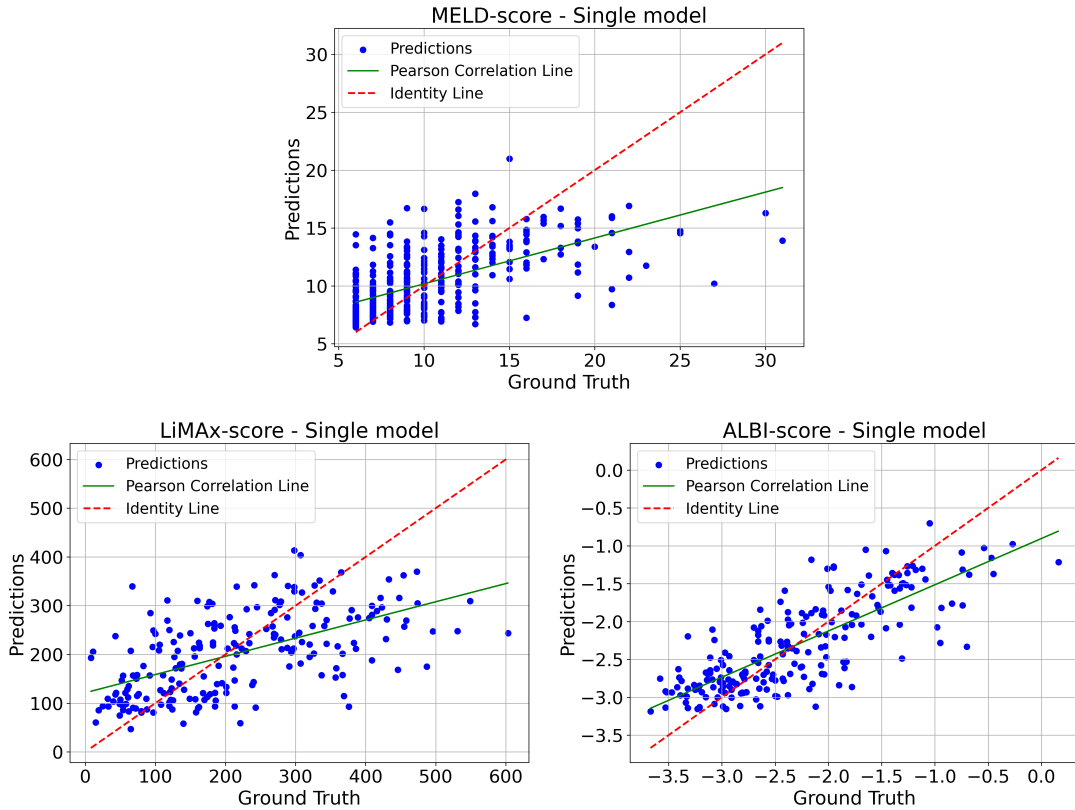 MELD-score - Single model
Predictions
Pearson Correlation Line
Identity Line
30
25
20
15
10
5
Predictions
5 10 15 20 25 30
Ground Truth
LiMAx-score - Single model
Predictions
Pearson Correlation Line
Identity Line
600
500
400
300
200
100
0
Predictions
0 100 200 300 400 500 600
Ground Truth
ALBI-score - Single model
Predictions
Pearson Correlation Line
Identity Line
0.0
−0.5
−1.0
−1.5
−2.0
−2.5
−3.0
−3.5
Predictions
−3.5 −3.0 −2.5 −2.0 −1.5 −1.0 −0.5 0.0
Ground Truth